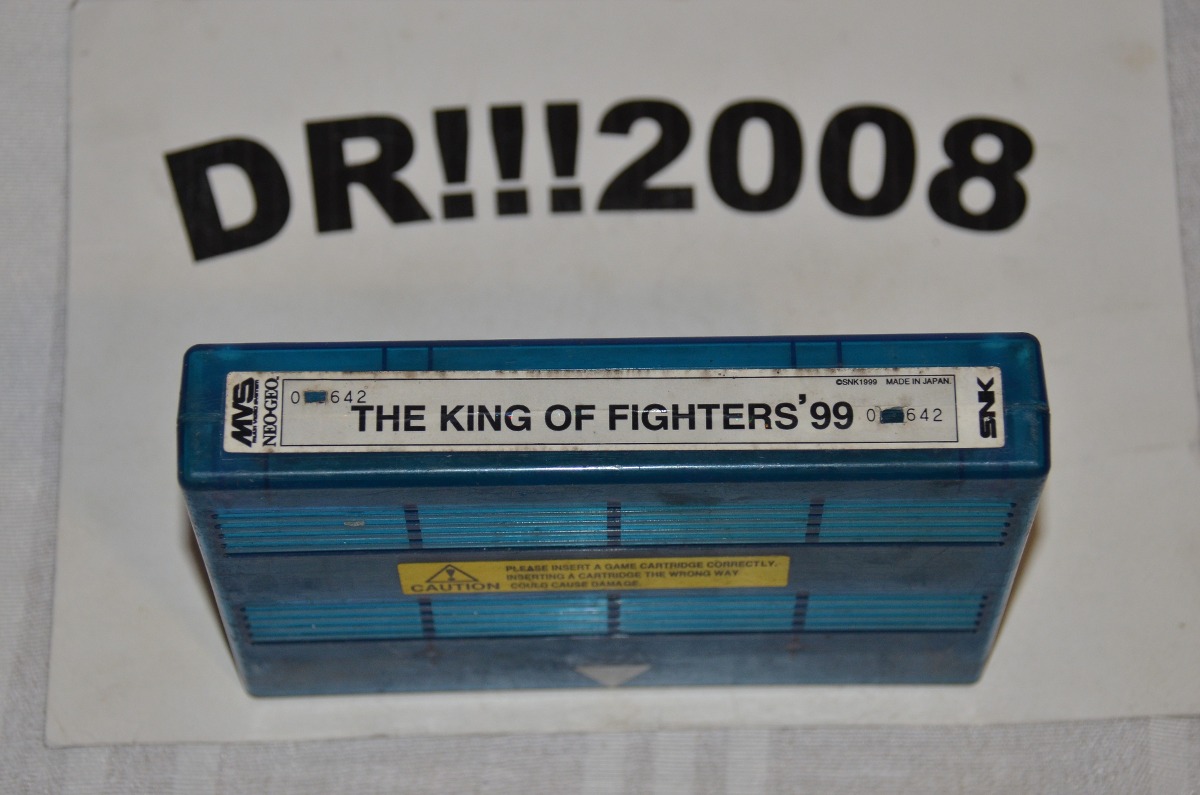 DR!!!2008
MVS
NEO•GEO.
©SNK1999 MADE IN JAPAN.
642
THE KING OF FIGHTERS'99
642
SNK
CAUTION
PLEASE INSERT A GAME CARTRIDGE CORRECTLY.
INSERTING A CARTRIDGE THE WRONG WAY
COULD CAUSE DAMAGE.